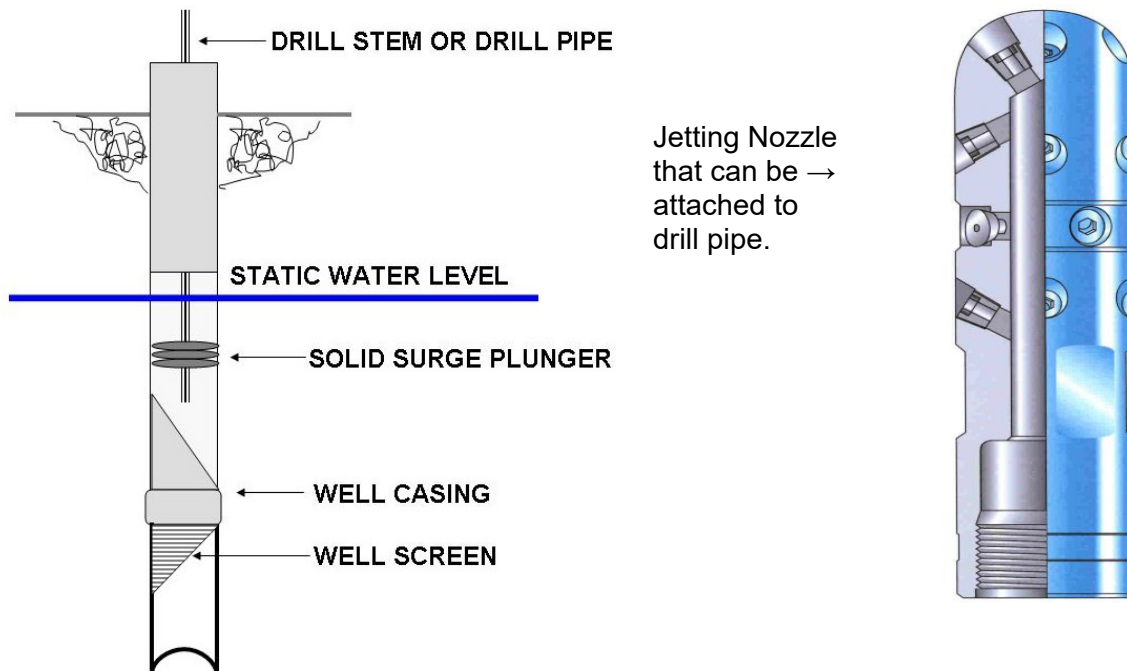 DRILL STEM OR DRILL PIPE
Jetting Nozzle
that can be →
attached to
drill pipe.
STATIC WATER LEVEL
SOLID SURGE PLUNGER
WELL CASING
WELL SCREEN